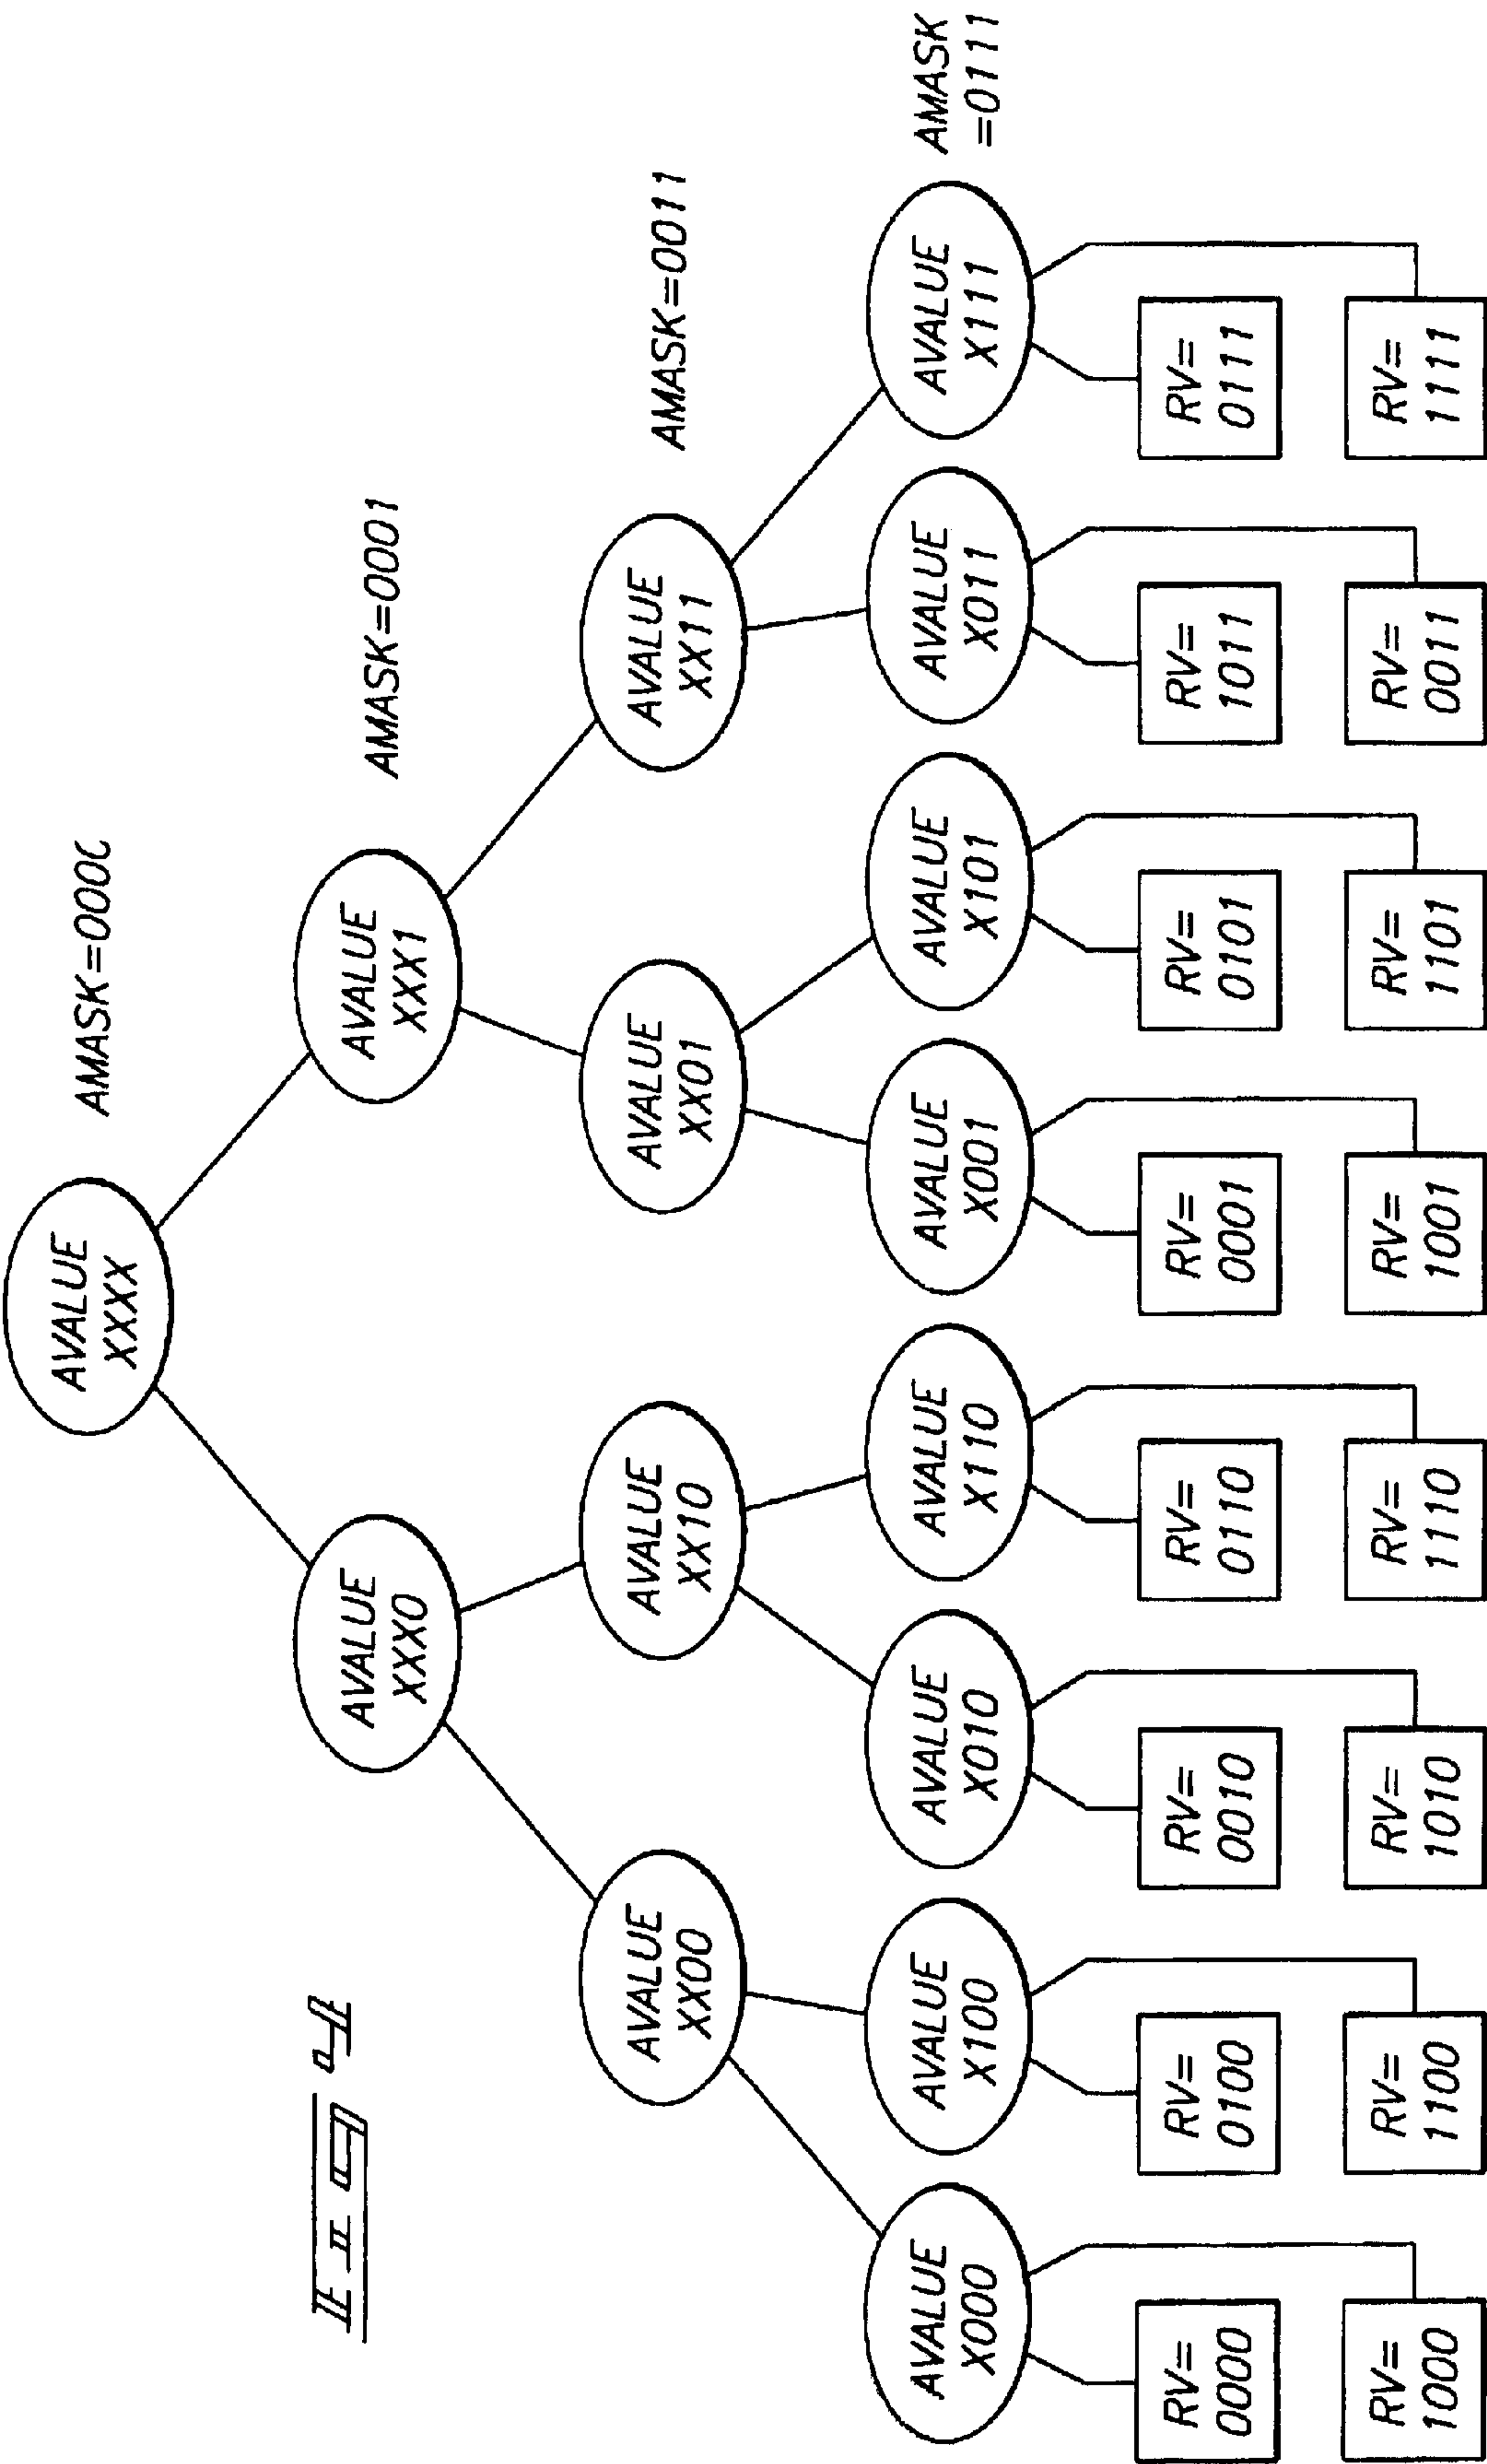 AVALUE
XXXX
AMASK=0000
FIG 4
AVALUE
XXX0
AVALUE
XXX1
AMASK=0001
AVALUE
XX00
AVALUE
XX10
AVALUE
XX01
AVALUE
XX11
AMASK=0011
AVALUE
X000
AVALUE
X100
AVALUE
X010
AVALUE
X110
AVALUE
X001
AVALUE
X101
AVALUE
X011
AVALUE
X111
AMASK
=0111
RV=
0000
RV=
0100
RV=
0010
RV=
0110
RV=
0001
RV=
0101
RV=
1011
RV=
0111
RV=
1000
RV=
1100
RV=
1010
RV=
1110
RV=
1001
RV=
1101
RV=
0011
RV=
1111